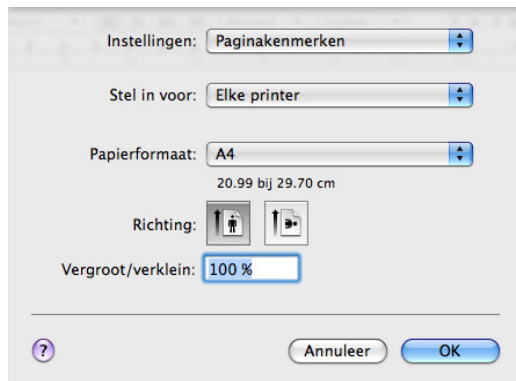 Instellingen: Paginakenmerken
Stel in voor: Elke printer
Papierformaat: A4
20.99 bij 29.70 cm
Richting:
Vergroot/verklein: 100 %
? Annuleer OK